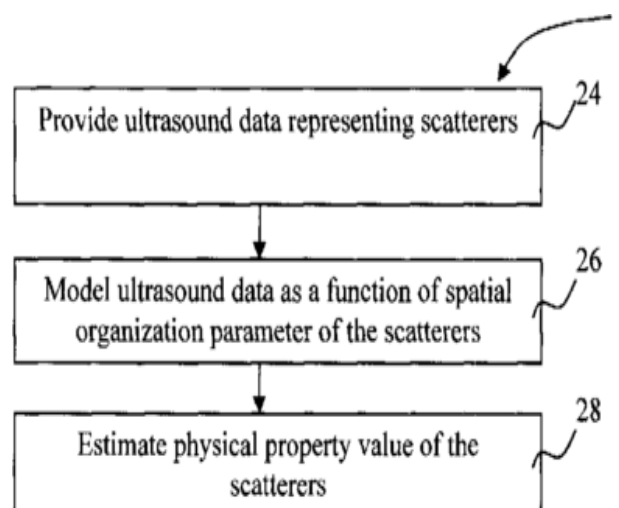 24
Provide ultrasound data representing scatterers
26
Model ultrasound data as a function of spatial
organization parameter of the scatterers
28
Estimate physical property value of the
scatterers